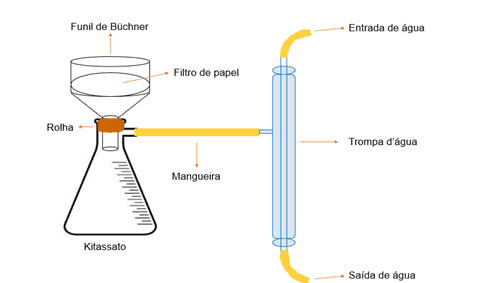 Funil de Büchner
Entrada de água
Filtro de papel
Rolha
Trompa d'água
Mangueira
Kitassato
Saída de água